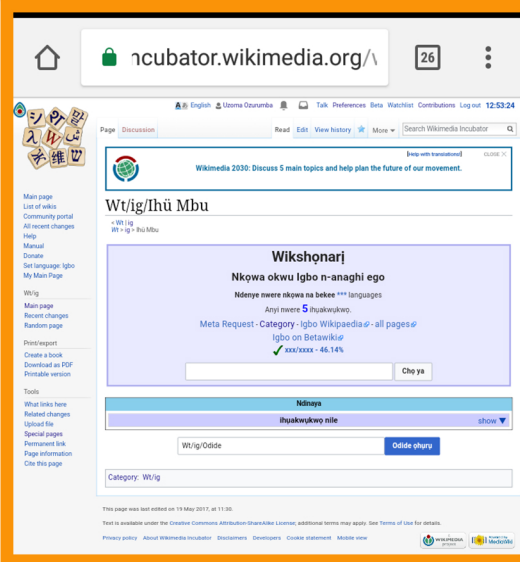 ncubator.wikimedia.org/
26
English Uzoma Ozurumba Talk Preferences Beta Watchlist Contributions Log out 12:53:24
Page Discussion Read Edit View history More Search Wikimedia Incubator
[Help with translations!] CLOSE
Wikimedia 2030: Discuss 5 main topics and help plan the future of our movement.
Wt/ig/Ihü Mbu
< Wt | ig
Wt > ig > Ihü Mbu
Wikshọnarị
Nkọwa okwu Igbo n-anaghi ego
Ndenye nwere nkọwa na bekee *** languages
Anyi nwere 5 ihụakwụkwọ.
Meta Request - Category - Igbo Wikipaedia - all pages
Igbo on Betawiki
xxx/xxxx - 46.14%
Chọ ya
Ndinaya
ihụakwụkwọ nile show ▼
Wt/ig/Odide Odide ọhụrụ
Category: Wt/ig
Main page
List of wikis
Community portal
All recent changes
Help
Manual
Donate
Set language: Igbo
My Main Page
Wt/ig
Main page
Recent changes
Random page
Print/export
Create a book
Download as PDF
Printable version
Tools
What links here
Related changes
Upload file
Special pages
Permanent link
Page information
Cite this page
This page was last edited on 19 May 2017, at 11:30.
Text is available under the Creative Commons Attribution-ShareAlike License; additional terms may apply. See Terms of Use for details.
Privacy policy About Wikimedia Incubator Disclaimers Developers Cookie statement Mobile view
WIKIMEDIA
MediaWiki